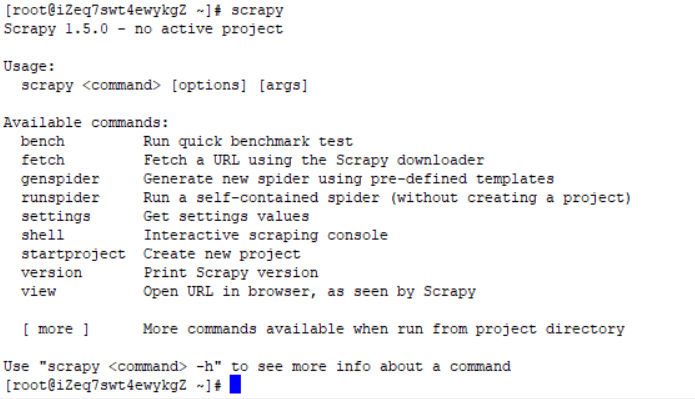 [root@iZeq7swt4ewykgZ ~]# scrapy
Scrapy 1.5.0 - no active project
Usage:
  scrapy <command> [options] [args]
Available commands:
  bench         Run quick benchmark test
  fetch         Fetch a URL using the Scrapy downloader
  genspider     Generate new spider using pre-defined templates
  runspider     Run a self-contained spider (without creating a project)
  settings      Get settings values
  shell         Interactive scraping console
  startproject  Create new project
  version       Print Scrapy version
  view          Open URL in browser, as seen by Scrapy
  [ more ]      More commands available when run from project directory
Use "scrapy <command> -h" to see more info about a command
[root@iZeq7swt4ewykgZ ~]#